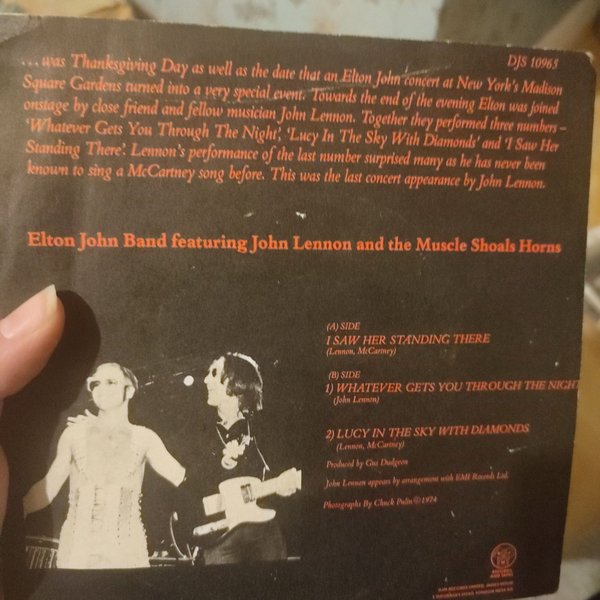 DJS 10965
...was Thanksgiving Day as well as the date that an Elton John concert at New York's Madison
Square Gardens turned into a very special event. Towards the end of the evening Elton was joined
onstage by close friend and fellow musician John Lennon. Together they performed three numbers –
'Whatever Gets You Through The Night', 'Lucy In The Sky With Diamonds' and 'I Saw Her
Standing There'. Lennon's performance of the last number surprised many as he has never been
known to sing a McCartney song before. This was the last concert appearance by John Lennon.
Elton John Band featuring John Lennon and the Muscle Shoals Horns
(A) SIDE
I SAW HER STANDING THERE
(Lennon, McCartney)
(B) SIDE
1) WHATEVER GETS YOU THROUGH THE NIGHT
(John Lennon)
2) LUCY IN THE SKY WITH DIAMONDS
(Lennon, McCartney)
Produced by Gus Dudgeon
John Lennon appears by arrangement with EMI Records Ltd.
Photographs By Chuck Pulin © 1974